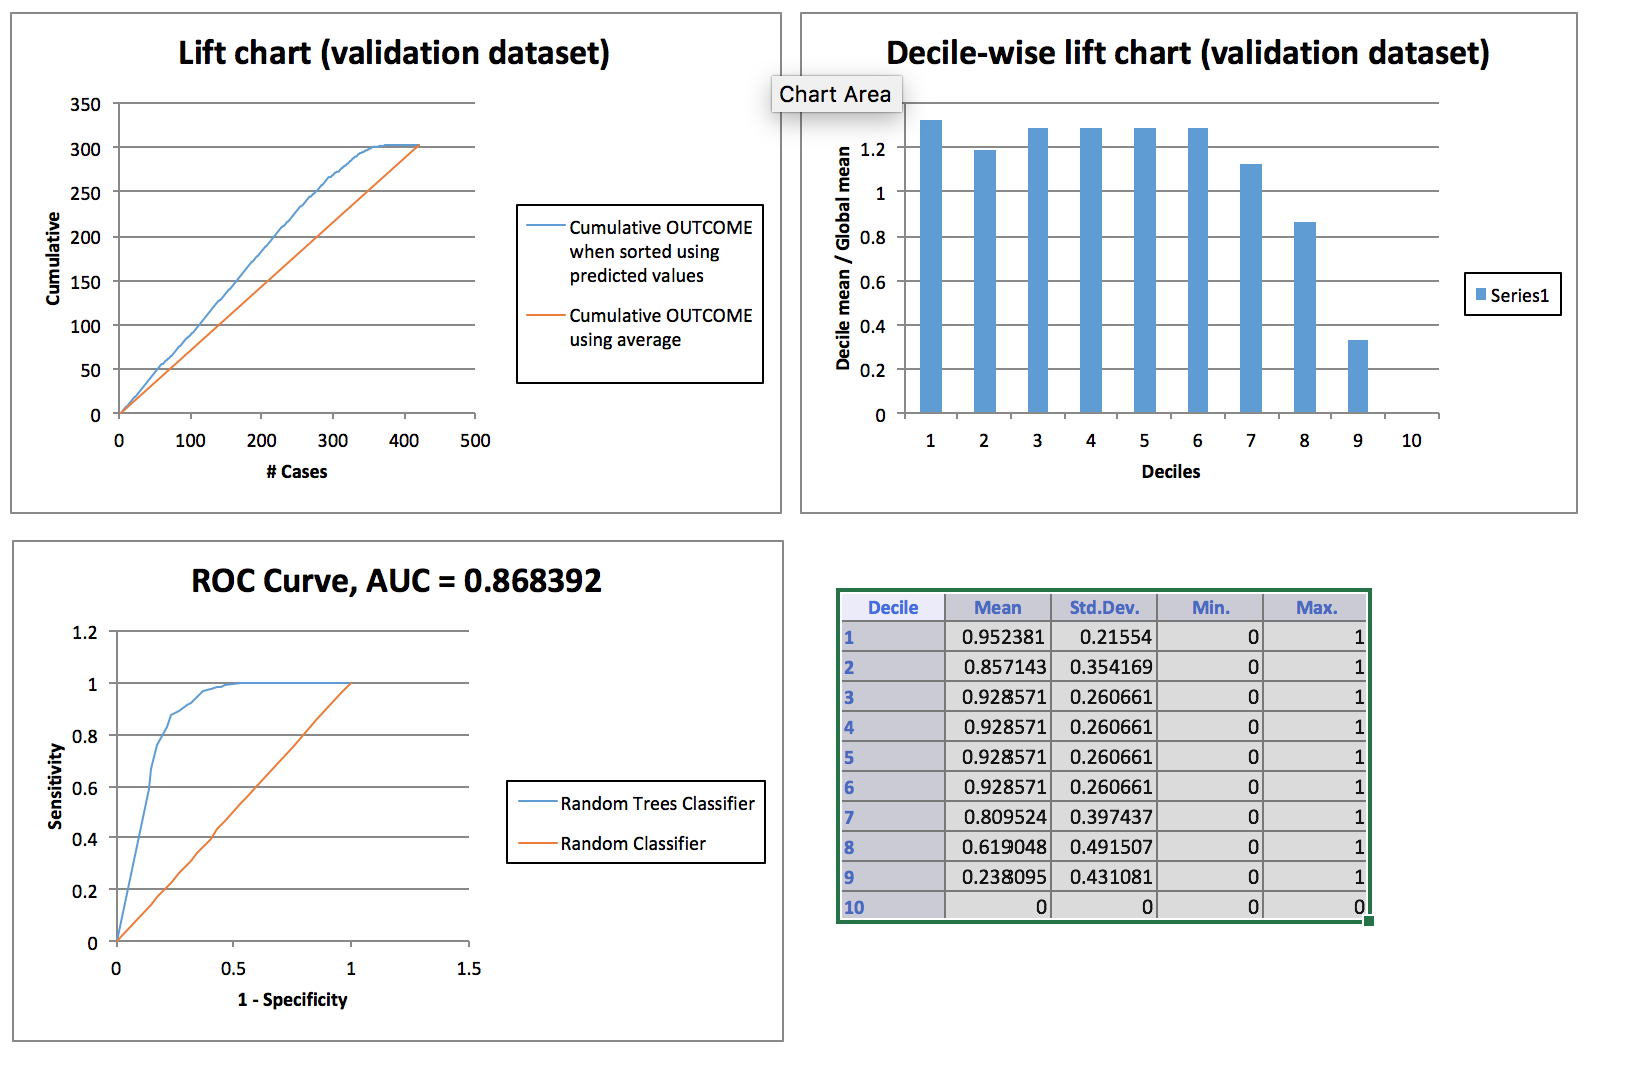 Lift chart (validation dataset)
350
300
250
200
150
100
50
0
Cumulative
0 100 200 300 400 500
# Cases
Cumulative OUTCOME
when sorted using
predicted values
Cumulative OUTCOME
using average
Decile-wise lift chart (validation dataset)
Chart Area
1.2
1
0.8
0.6
0.4
0.2
0
Decile mean / Global mean
1 2 3 4 5 6 7 8 9 10
Deciles
Series1
ROC Curve, AUC = 0.868392
1.2
1
0.8
0.6
0.4
0.2
0
Sensitivity
0 0.5 1 1.5
1 - Specificity
Random Trees Classifier
Random Classifier
Decile Mean Std.Dev. Min. Max.
1 0.952381 0.21554 0 1
2 0.857143 0.354169 0 1
3 0.928571 0.260661 0 1
4 0.928571 0.260661 0 1
5 0.928571 0.260661 0 1
6 0.928571 0.260661 0 1
7 0.809524 0.397437 0 1
8 0.619048 0.491507 0 1
9 0.238095 0.431081 0 1
10 0 0 0 0